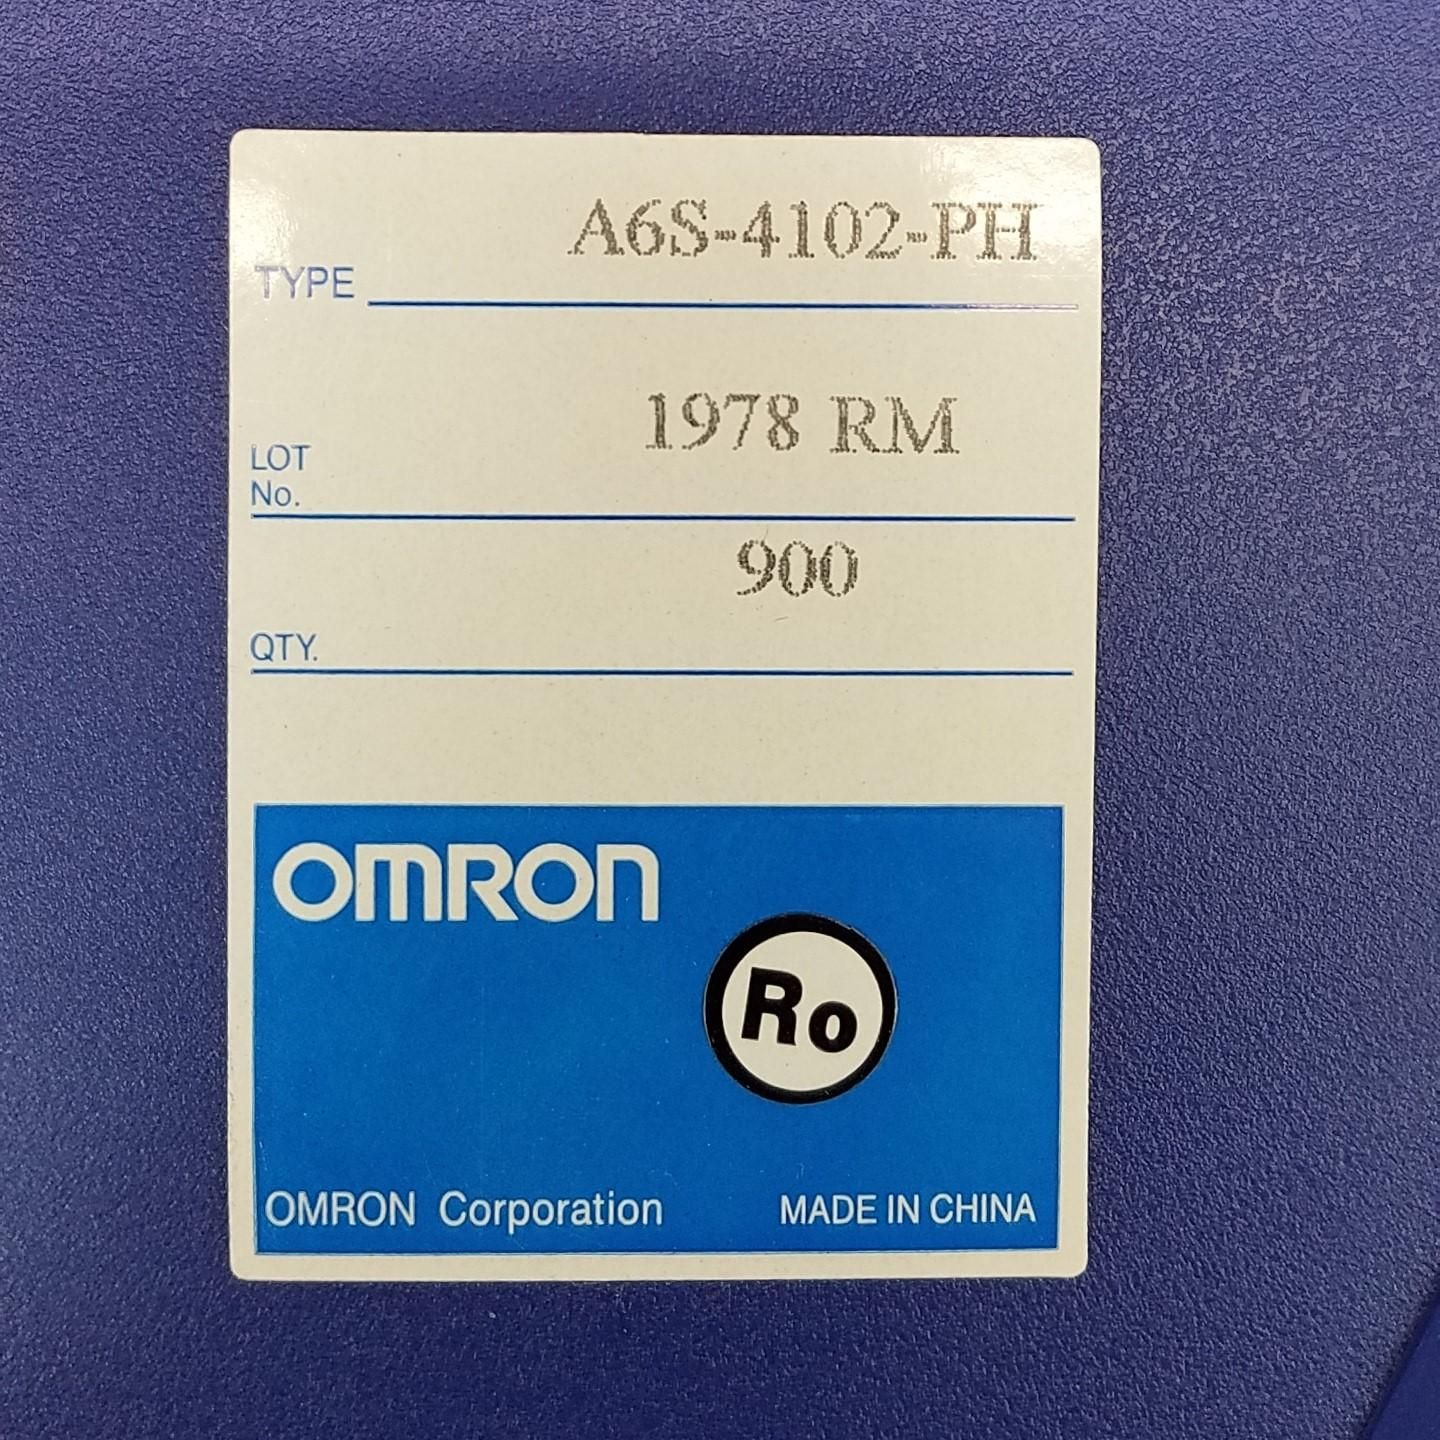 A6S-4102-PH
TYPE
1978 RM
LOT
No.
900
QTY.
OMRON
Ro
OMRON Corporation MADE IN CHINA